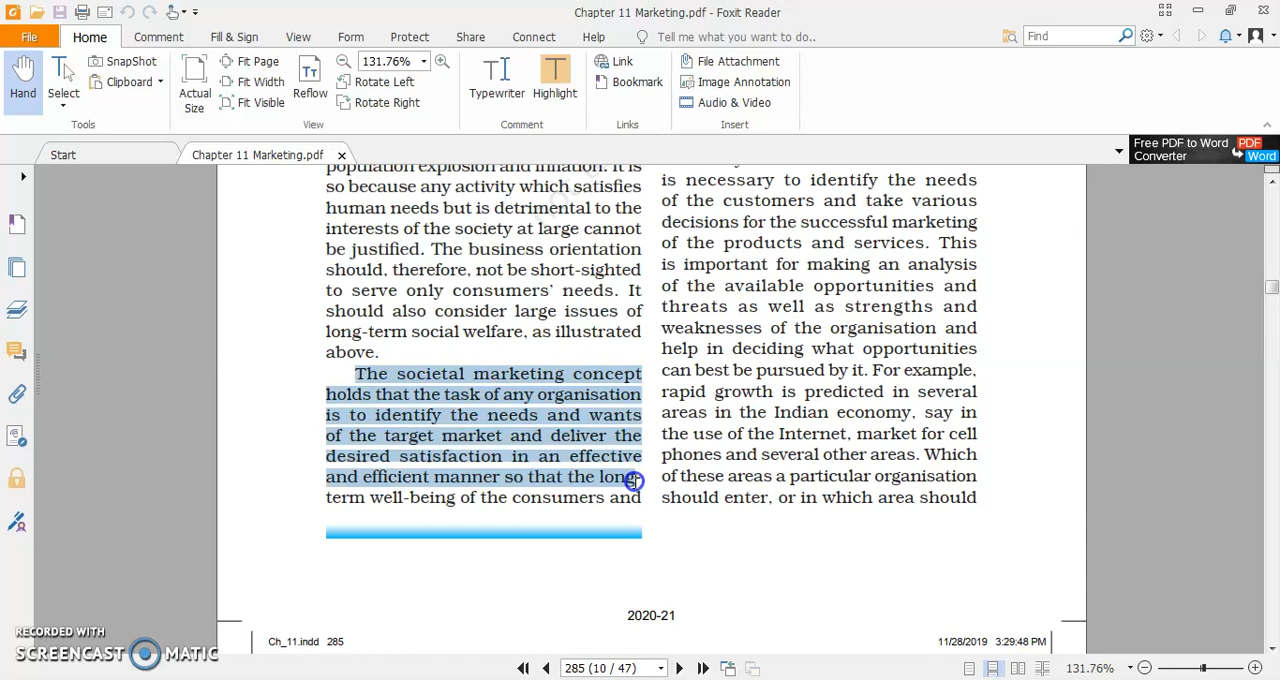 Chapter 11 Marketing.pdf - Foxit Reader
File
Home
Comment
Fill & Sign
View
Form
Protect
Share
Connect
Help
Tell me what you want to do..
Find
Hand
Select
SnapShot
Clipboard
Tools
Actual
Size
Fit Page
Fit Width
Fit Visible
Reflow
131.76%
Rotate Left
Rotate Right
View
Typewriter
Highlight
Comment
Link
Bookmark
Links
File Attachment
Image Annotation
Audio & Video
Insert
Start
Chapter 11 Marketing.pdf
Free PDF to Word
Converter
PDF
Word
population explosion and inflation. It is
so because any activity which satisfies
human needs but is detrimental to the
interests of the society at large cannot
be justified. The business orientation
should, therefore, not be short-sighted
to serve only consumers' needs. It
should also consider large issues of
long-term social welfare, as illustrated
above.
The societal marketing concept
holds that the task of any organisation
is to identify the needs and wants
of the target market and deliver the
desired satisfaction in an effective
and efficient manner so that the long-
term well-being of the consumers and
is necessary to identify the needs
of the customers and take various
decisions for the successful marketing
of the products and services. This
is important for making an analysis
of the available opportunities and
threats as well as strengths and
weaknesses of the organisation and
help in deciding what opportunities
can best be pursued by it. For example,
rapid growth is predicted in several
areas in the Indian economy, say in
the use of the Internet, market for cell
phones and several other areas. Which
of these areas a particular organisation
should enter, or in which area should
2020-21
Ch_11.indd 285
11/28/2019 3:29:48 PM
RECORDED WITH
SCREENCAST MATIC
285 (10 / 47)
131.76%